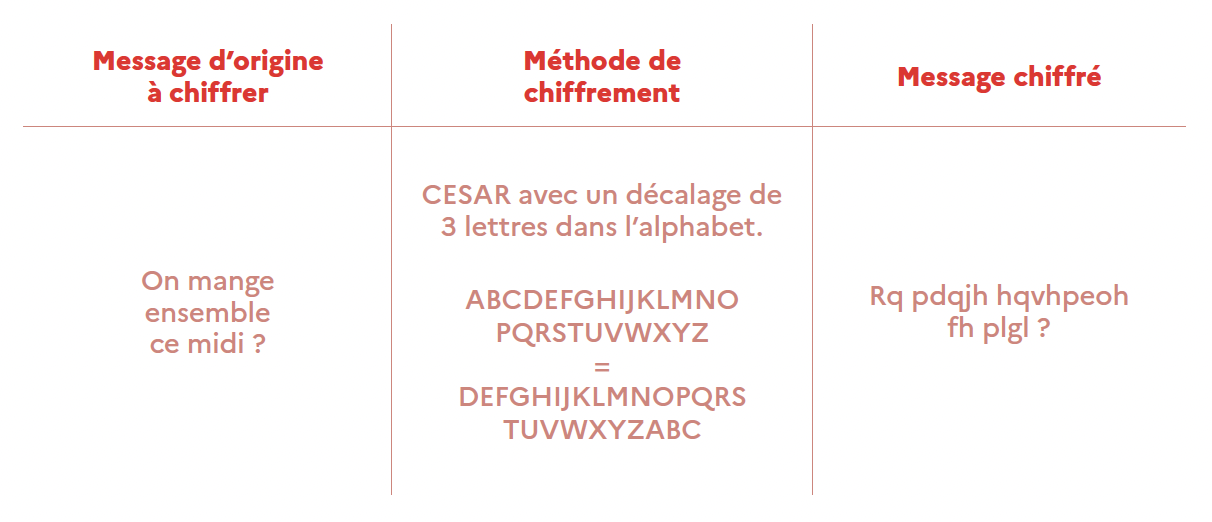 Message d’origine
à chiffrer
Méthode de
chiffrement
Message chiffré
On mange
ensemble
ce midi ?
CESAR avec un décalage de
3 lettres dans l’alphabet.
ABCDEFGHIJKLMNO
PQRSTUVWXYZ
=
DEFGHIJKLMNOPQRS
TUVWXYZABC
Rq pdqjh hqvhpeoh
fh plgl ?